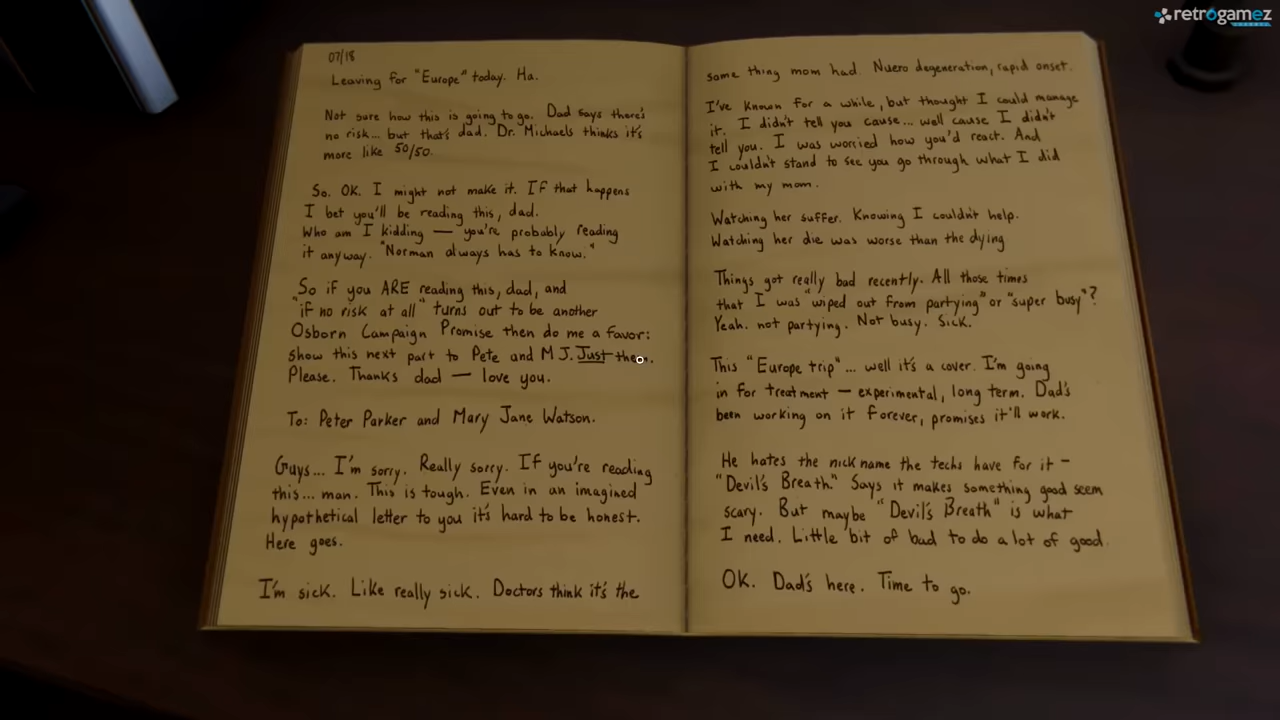 retrogamez
07/18
Leaving for "Europe" today. Ha.
Not sure how this is going to go. Dad says there's
no risk... but that's dad. Dr. Michaels thinks it's
more like 50/50.
So. OK. I might not make it. If that happens
I bet you'll be reading this, dad.
Who am I kidding — you're probably reading
it anyway. "Norman always has to know."
So if you ARE reading this, dad, and
"if no risk at all" turns out to be another
Osborn Campaign Promise then do me a favor:
show this next part to Pete and MJ. Just them.
Please. Thanks dad — love you.
To: Peter Parker and Mary Jane Watson.
Guys... I'm sorry. Really sorry. If you're reading
this... man. This is tough. Even in an imagined
hypothetical letter to you it's hard to be honest.
Here goes.
I'm sick. Like really sick. Doctors think it's the
same thing mom had. Nuero degeneration, rapid onset.
I've known for a while, but thought I could manage
it. I didn't tell you cause... well cause I didn't
tell you. I was worried how you'd react. And
I couldn't stand to see you go through what I did
with my mom.
Watching her suffer. Knowing I couldn't help.
Watching her die was worse than the dying
Things got really bad recently. All those times
that I was "wiped out from partying" or "super busy"?
Yeah. not partying. Not busy. Sick.
This "Europe trip"... well it's a cover. I'm going
in for treatment — experimental, long term. Dad's
been working on it forever, promises it'll work.
He hates the nickname the techs have for it —
"Devil's Breath." Says it makes something good seem
scary. But maybe "Devil's Breath" is what
I need. Little bit of bad to do a lot of good.
OK. Dad's here. Time to go.